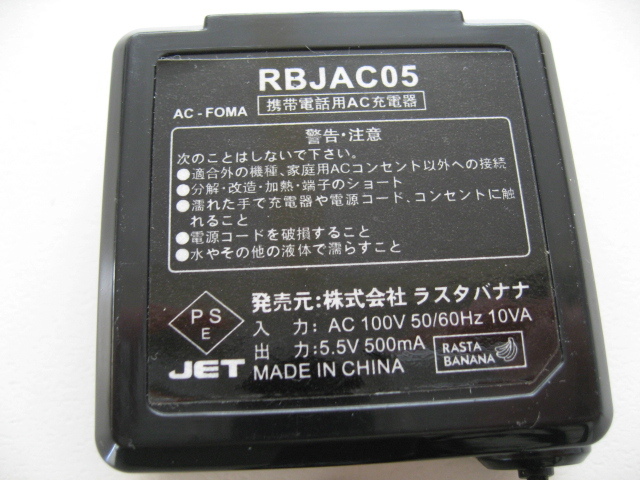 RBJAC05
AC - FOMA 携帯電話用AC充電器
警告・注意
次のことはしないで下さい。
●適合外の機種、家庭用ACコンセント以外への接続
●分解・改造・加熱・端子のショート
●濡れた手で充電器や電源コード、コンセントに触
れること
●電源コードを破損すること
●水やその他の液体で濡らすこと
PS
E
発売元:株式会社 ラスタバナナ
入 力: AC 100V 50/60Hz 10VA
出 力:5.5V 500mA
RASTA
BANANA
JET MADE IN CHINA